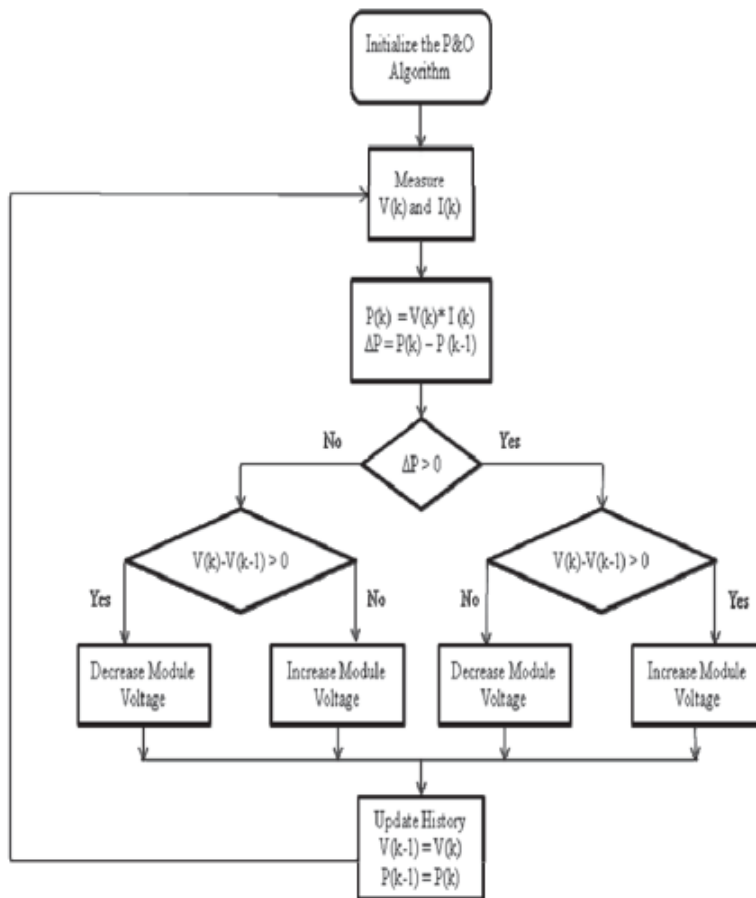 Initialize the P&O
Algorithm
Measure
V(k) and I(k)
P(k) = V(k)* I (k)
ΔP = P(k) – P (k-1)
No
Yes
ΔP > 0
V(k)-V(k-1) > 0
V(k)-V(k-1) > 0
Yes
No
No
Yes
Decrease Module
Voltage
Increase Module
Voltage
Decrease Module
Voltage
Increase Module
Voltage
Update History
V(k-1) = V(k)
P(k-1) = P(k)